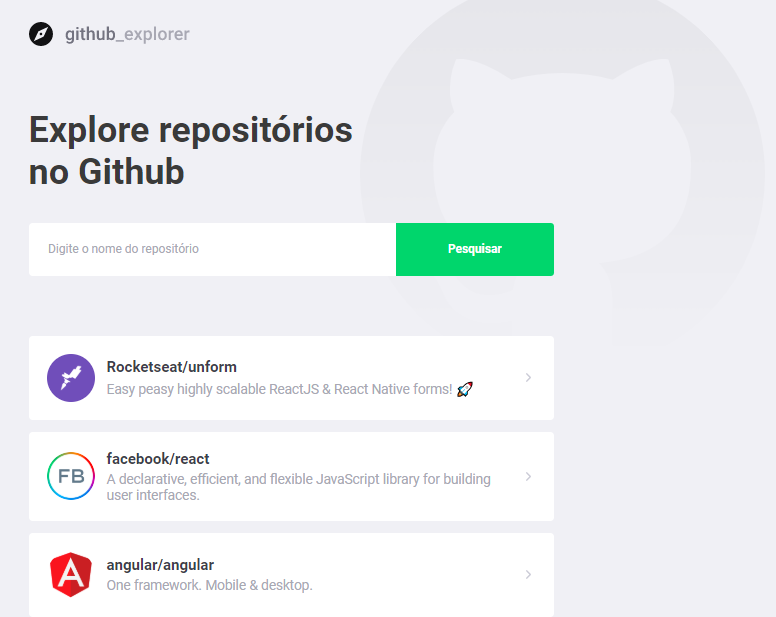 github_explorer
Explore repositórios
no Github
Digite o nome do repositório
Pesquisar
Rocketseat/unform
Easy peasy highly scalable ReactJS & React Native forms! 🚀
FB
facebook/react
A declarative, efficient, and flexible JavaScript library for building
user interfaces.
A
angular/angular
One framework. Mobile & desktop.